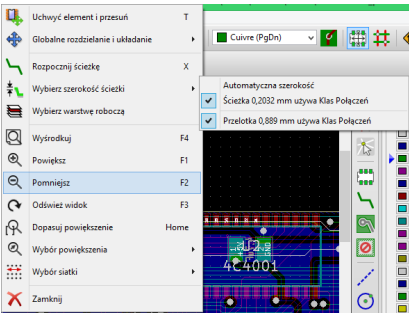 Uchwyć element i przesuń T
Globalne rozdzielanie i układanie
Cuivre (PgDn)
Rozpocznij ścieżkę X
Wybierz szerokość ścieżki
Wybierz warstwę roboczą
Automatyczna szerokość
Ścieżka 0,2032 mm używa Klas Połączeń
Przelotka 0,889 mm używa Klas Połączeń
Wyśrodkuj F4
Powiększ F1
Pomniejsz F2
Odśwież widok F3
Dopasuj powiększenie Home
Wybór powiększenia
Wybór siatki
Zamknij
4C4001
GND